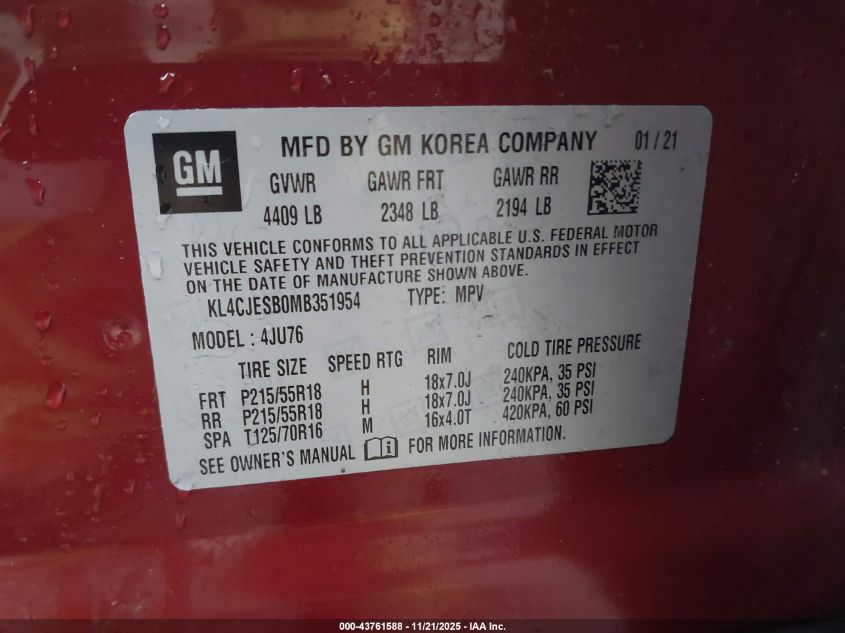 GM
MFD BY GM KOREA COMPANY 01 / 21
GVWR GAWR FRT GAWR RR
4409 LB 2348 LB 2194 LB
THIS VEHICLE CONFORMS TO ALL APPLICABLE U.S. FEDERAL MOTOR
VEHICLE SAFETY AND THEFT PREVENTION STANDARDS IN EFFECT
ON THE DATE OF MANUFACTURE SHOWN ABOVE.
KL4CJESB0MB351954 TYPE: MPV
MODEL : 4JU76
TIRE SIZE SPEED RTG RIM COLD TIRE PRESSURE
FRT P215/55R18 H 18x7.0J 240KPA, 35 PSI
RR P215/55R18 H 18x7.0J 240KPA, 35 PSI
SPA T125/70R16 M 16x4.0T 420KPA, 60 PSI
SEE OWNER'S MANUAL FOR MORE INFORMATION.
000-43761588 - 11/21/2025 - IAA Inc.